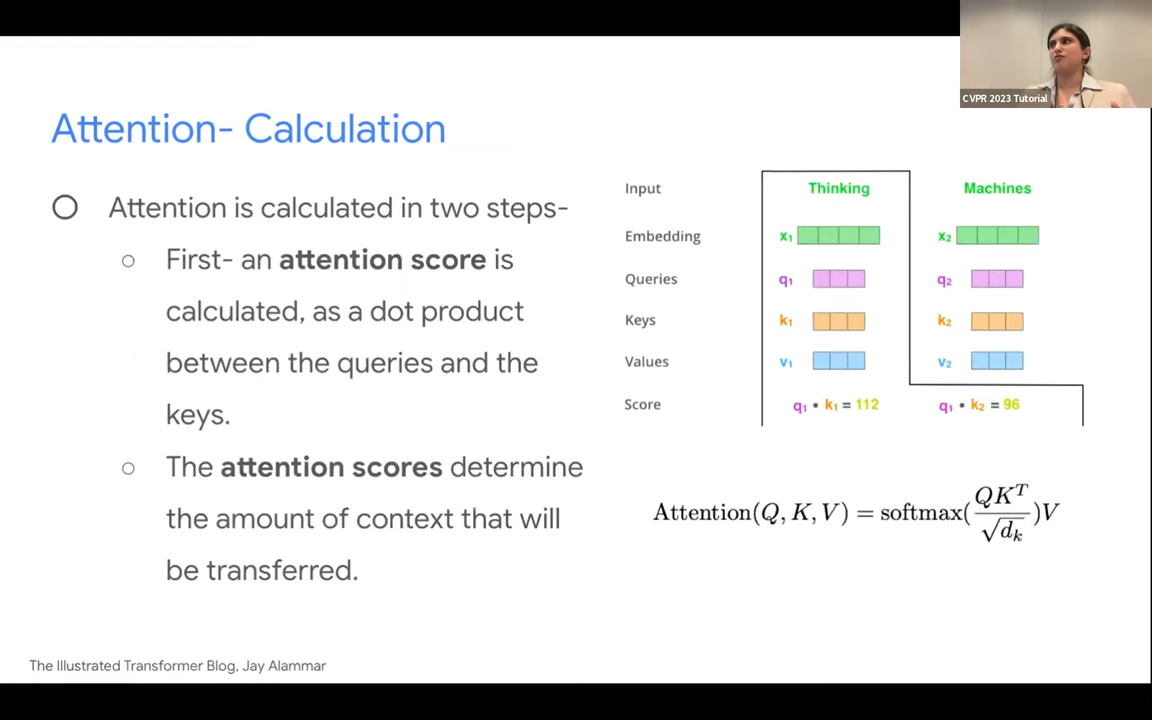 CVPR 2023 Tutorial
Attention- Calculation
Attention is calculated in two steps-
First- an attention score is
calculated, as a dot product
between the queries and the
keys.
The attention scores determine
the amount of context that will
be transferred.
Input Thinking Machines
Embedding x₁ x₂
Queries q₁ q₂
Keys k₁ k₂
Values v₁ v₂
Score q₁ • k₁ = 112 q₁ • k₂ = 96
Attention(Q, K, V) = softmax(QKᵀ/√dₖ)V
The Illustrated Transformer Blog, Jay Alammar